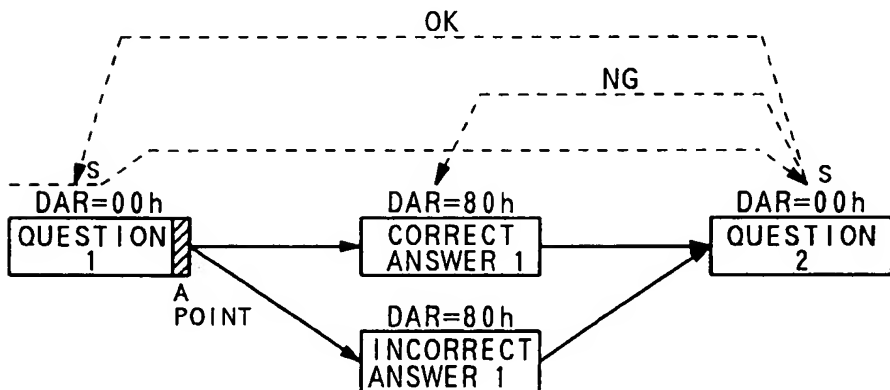 OK
NG
S
S
DAR=00h
DAR=80h
DAR=00h
QUESTION
1
CORRECT
ANSWER 1
QUESTION
2
A
POINT
DAR=80h
INCORRECT
ANSWER 1